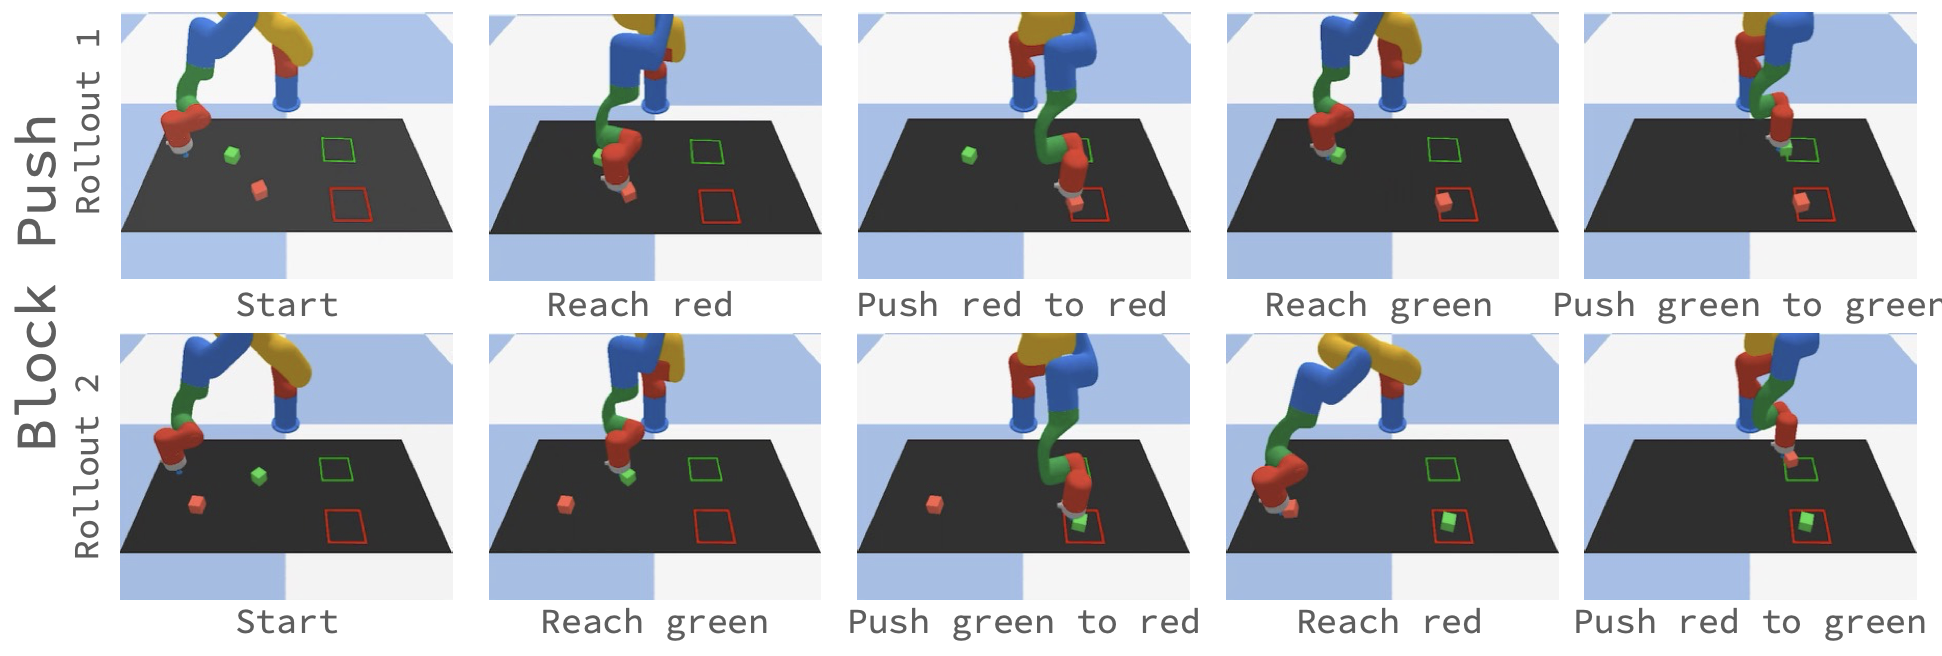 Block Push
Rollout 1
Start
Reach red
Push red to red
Reach green
Push green to green
Rollout 2
Start
Reach green
Push green to red
Reach red
Push red to green